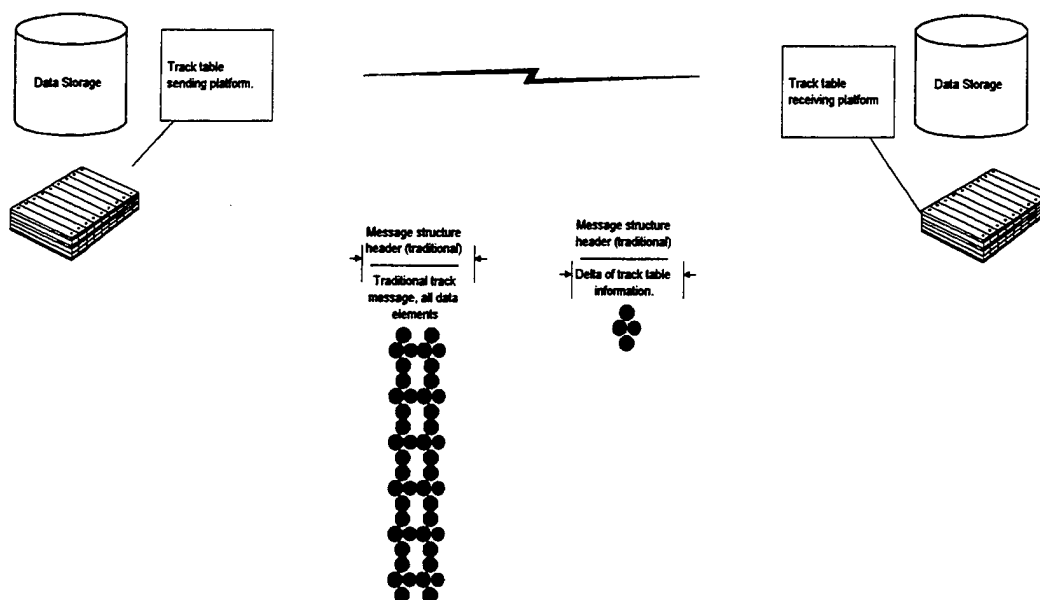 Data Storage
Track table
sending platform.
Track table
receiving platform
Data Storage
Message structure
header (traditional)
Traditional track
message, all data
elements
Message structure
header (traditional)
Delta of track table
information.